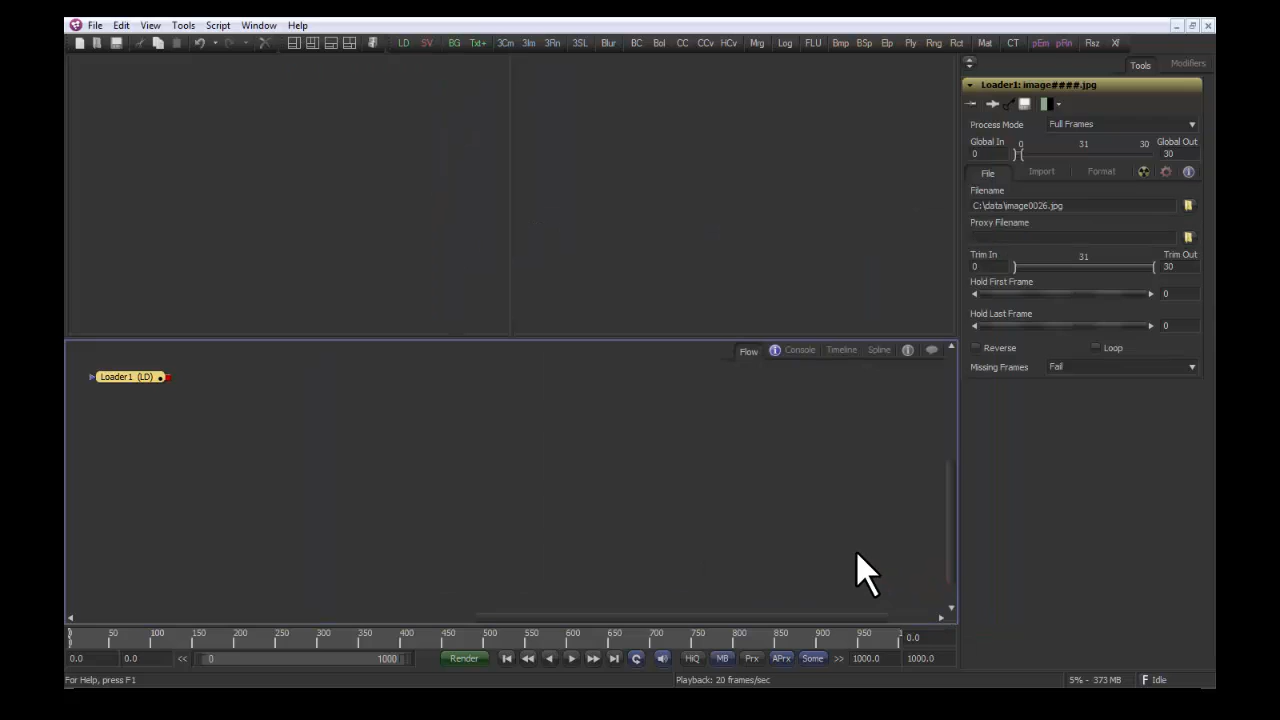 File Edit View Tools Script Window Help
LD SV BG Txt+ 3Cm 3Im 3Rn 3SL Blur BC Bol CC CCv HCv Mrg Log FLU Bmp BSp Elp Ply Rng Rct Mat CT pEm pRn Rsz Xf
Tools Modifiers
Loader1: image####.jpg
Process Mode Full Frames
Global In 0 31 30 Global Out
0 30
File Import Format
Filename
C:\data\image0026.jpg
Proxy Filename
Trim In 31 Trim Out
0 30
Hold First Frame
0
Hold Last Frame
0
Reverse Loop
Missing Frames Fail
Flow Console Timeline Spline
Loader1 (LD)
0 50 100 150 200 250 300 350 400 450 500 550 600 650 700 750 800 850 900 950 1 0.0
0.0 0.0 << 0 1000 Render HiQ MB Prx APrx Some >> 1000.0 1000.0
For Help, press F1 Playback: 20 frames/sec 5% - 373 MB F Idle